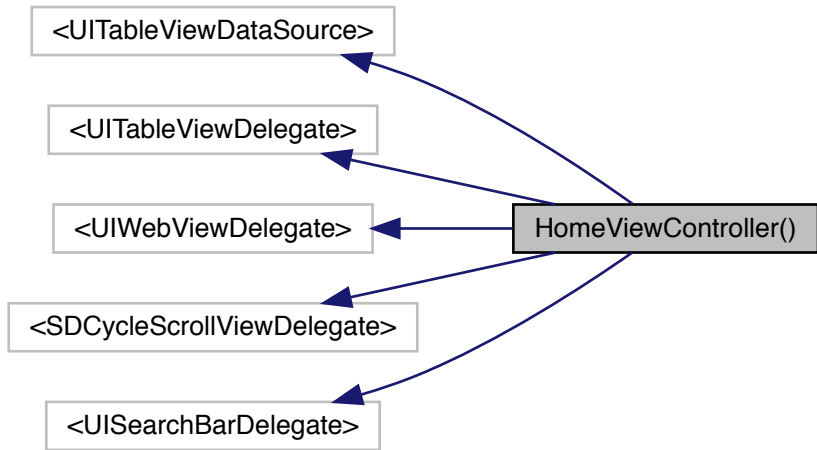 <UITableViewDataSource>
<UITableViewDelegate>
<UIWebViewDelegate>
HomeViewController()
<SDCycleScrollViewDelegate>
<UISearchBarDelegate>